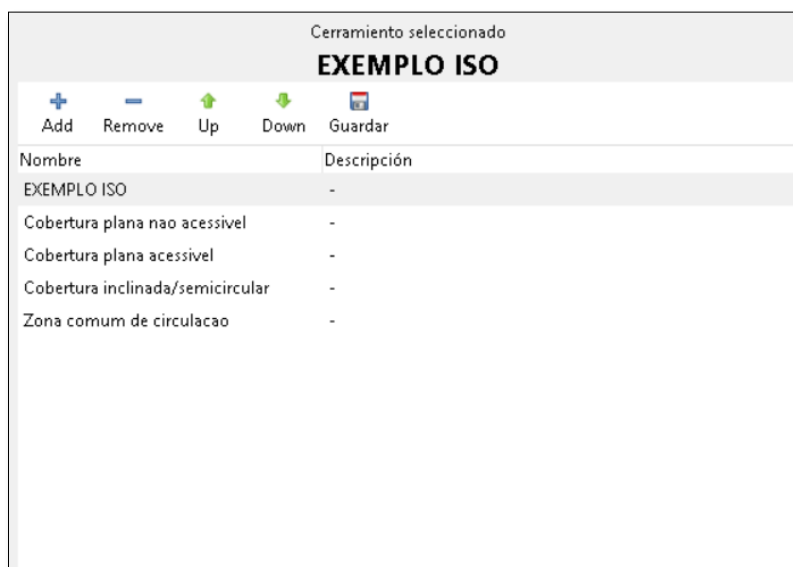 Cerramiento seleccionado
EXEMPLO ISO
Add Remove Up Down Guardar
Nombre Descripción
EXEMPLO ISO -
Cobertura plana nao acessivel -
Cobertura plana acessivel -
Cobertura inclinada/semicircular -
Zona comum de circulacao -